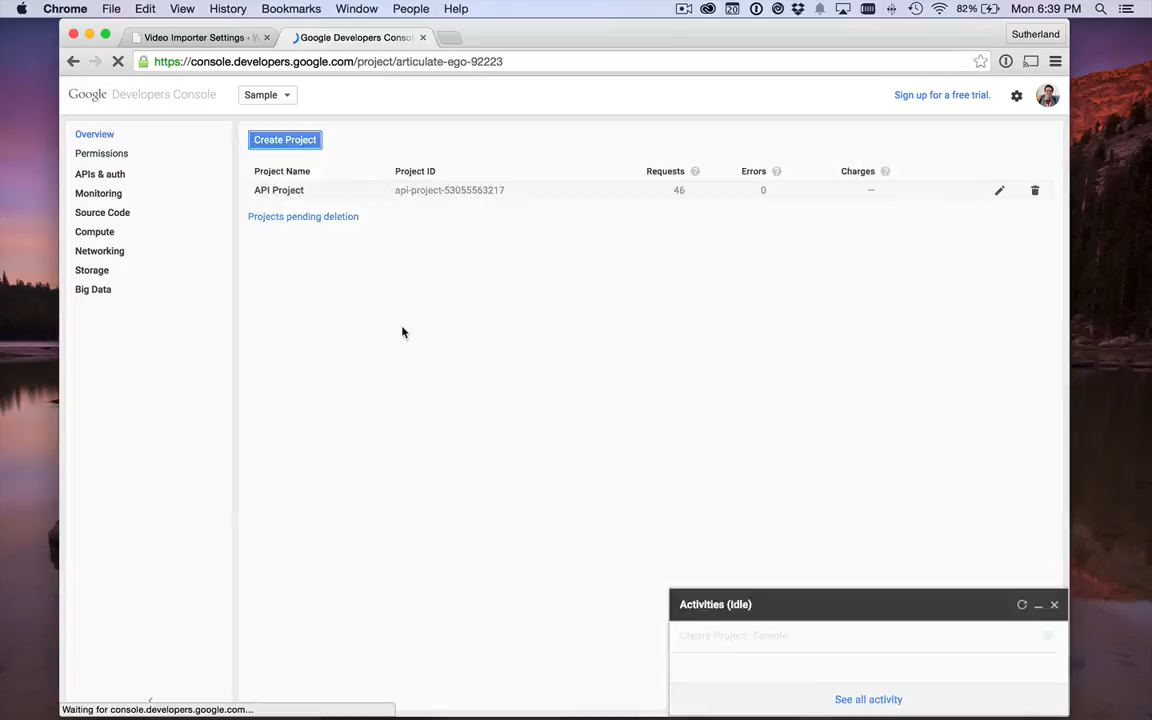 Chrome File Edit View History Bookmarks Window People Help 20 82% Mon 6:39 PM
Video Importer Settings
Google Developers Conso
Sutherland
https://console.developers.google.com/project/articulate-ego-92223
Google Developers Console
Sample
Sign up for a free trial.
Overview
Permissions
APIs & auth
Monitoring
Source Code
Compute
Networking
Storage
Big Data
Create Project
Project Name Project ID Requests ? Errors ? Charges ?
API Project api-project-53055563217 46 0 —
Projects pending deletion
Activities (Idle)
Create Project: Sample
See all activity
Waiting for console.developers.google.com...